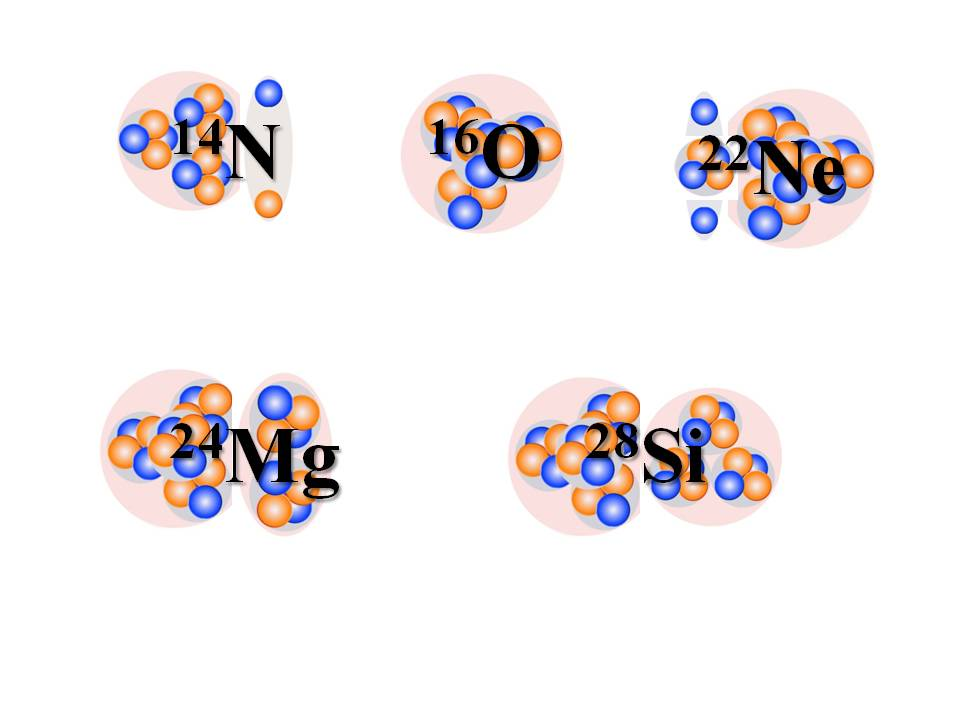 ¹⁴N
¹⁶O
²²Ne
²⁴Mg
²⁸Si